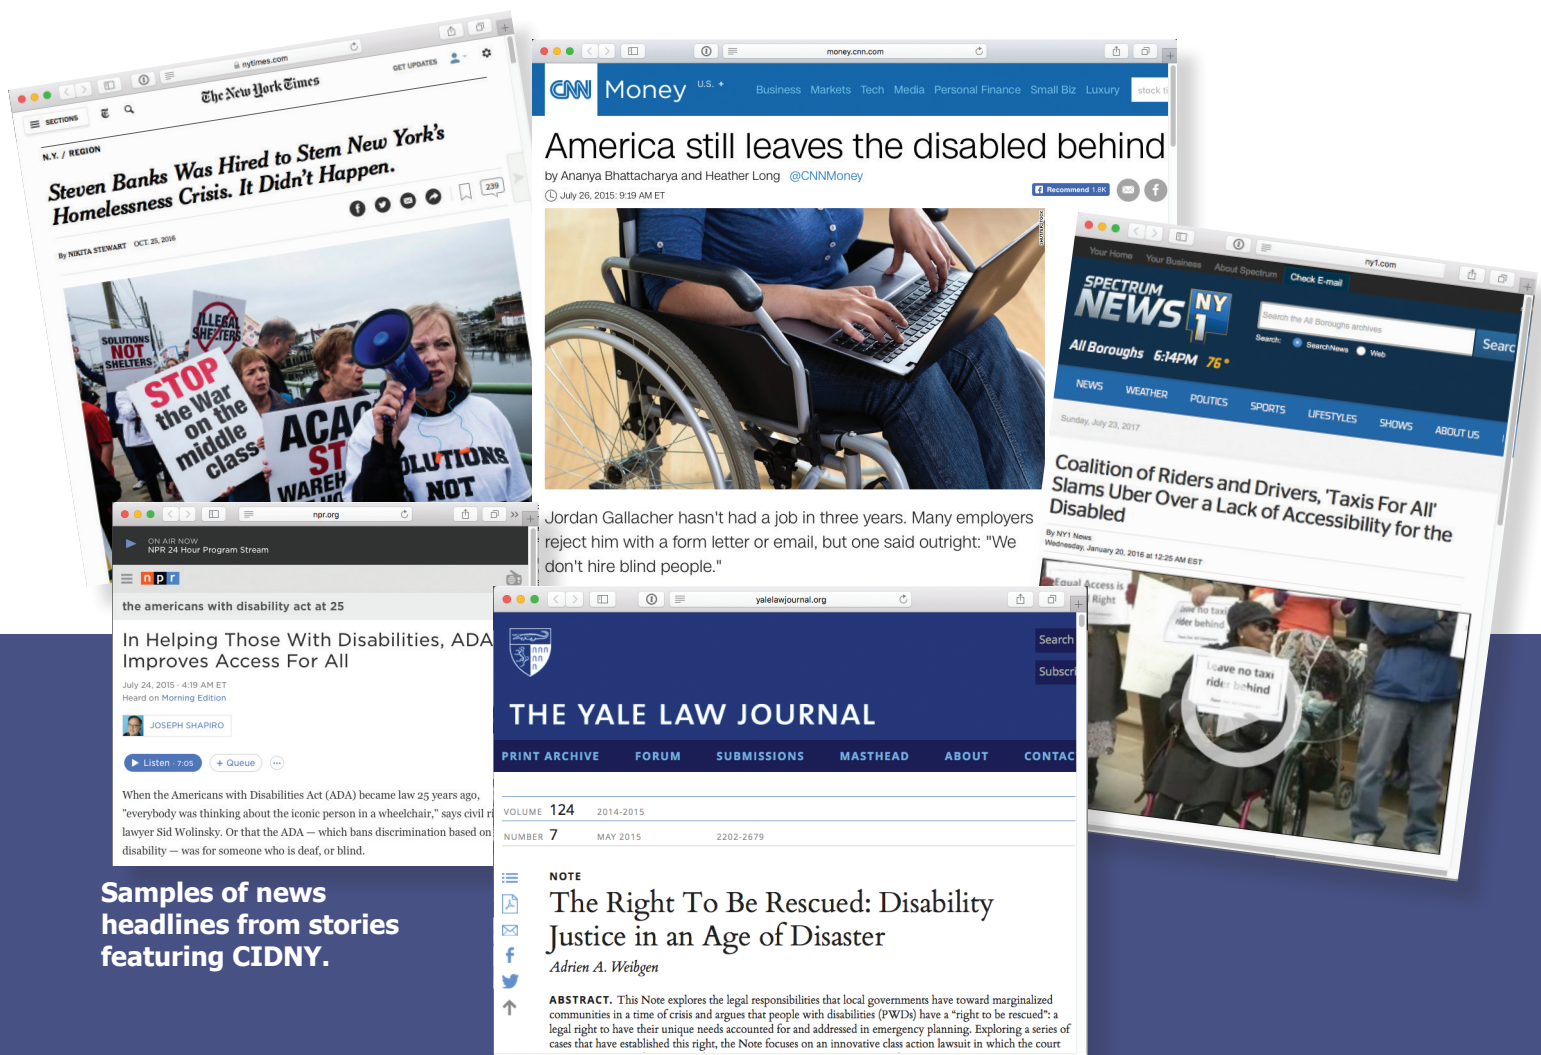 nytimes.com
SECTIONS
The New York Times
GET UPDATES
N.Y. / REGION
Steven Banks Was Hired to Stem New York's
Homelessness Crisis. It Didn't Happen.
239
By NIKITA STEWART OCT. 25, 2016
ILLEGAL
SHELTERS
SOLUTIONS
NOT
SHELTERS
STOP
the War
on the
middle
class
ACA
ST
WAREH
OLUTIONS
NOT
money.cnn.com
CNN Money U.S. +
Business Markets Tech Media Personal Finance Small Biz Luxury stock ti
America still leaves the disabled behind
by Ananya Bhattacharya and Heather Long @CNNMoney
July 26, 2015: 9:19 AM ET
Recommend 1.8K
SHUTTERSTOCK
Jordan Gallacher hasn't had a job in three years. Many employers
reject him with a form letter or email, but one said outright: "We
don't hire blind people."
ny1.com
Your Home Your Business About Spectrum Check E-mail
SPECTRUM
NEWS NY
1
Search the All Boroughs archives
Searc
Search: SearchNews Web
All Boroughs 6:14PM 76°
NEWS WEATHER POLITICS SPORTS LIFESTYLES SHOWS ABOUT US
Sunday, July 23, 2017
Coalition of Riders and Drivers, 'Taxis For All'
Slams Uber Over a Lack of Accessibility for the
Disabled
By NY1 News
Wednesday, January 20, 2016 at 12:25 AM EST
Equal Access is
Right
no taxi
rider behind
Leave no taxi
rider behind
npr.org
ON AIR NOW
NPR 24 Hour Program Stream
npr
the americans with disability act at 25
In Helping Those With Disabilities, ADA
Improves Access For All
July 24, 2015 · 4:19 AM ET
Heard on Morning Edition
JOSEPH SHAPIRO
Listen · 7:05
+ Queue
When the Americans with Disabilities Act (ADA) became law 25 years ago,
"everybody was thinking about the iconic person in a wheelchair," says civil ri
lawyer Sid Wolinsky. Or that the ADA — which bans discrimination based on
disability — was for someone who is deaf, or blind.
yalelawjournal.org
Search
Subscri
THE YALE LAW JOURNAL
PRINT ARCHIVE FORUM SUBMISSIONS MASTHEAD ABOUT CONTAC
VOLUME 124 2014-2015
NUMBER 7 MAY 2015 2202-2679
NOTE
The Right To Be Rescued: Disability
Justice in an Age of Disaster
Adrien A. Weibgen
ABSTRACT. This Note explores the legal responsibilities that local governments have toward marginalized
communities in a time of crisis and argues that people with disabilities (PWDs) have a “right to be rescued”: a
legal right to have their unique needs accounted for and addressed in emergency planning. Exploring a series of
cases that have established this right, the Note focuses on an innovative class action lawsuit in which the court
Samples of news
headlines from stories
featuring CIDNY.